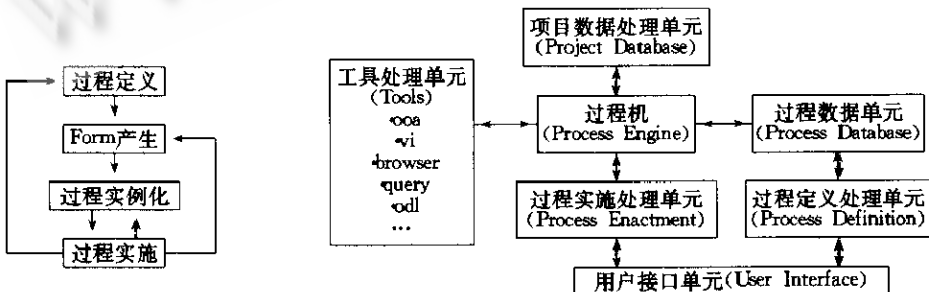 过程定义
Form产生
过程实例化
过程实施
项目数据处理单元
(Project Database)
工具处理单元
(Tools)
•ooa
•vi
•browser
•query
•odl
…
过程机
(Process Engine)
过程数据单元
(Process Database)
过程实施处理单元
(Process Enactment)
过程定义处理单元
(Process Definition)
用户接口单元(User Interface)